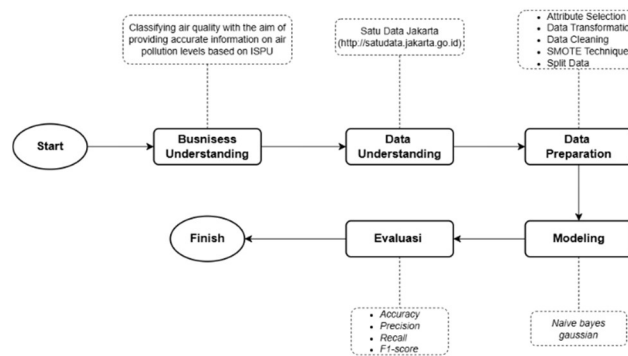 Classifying air quality with the aim of
providing accurate information on air
pollution levels based on ISPU
Satu Data Jakarta
(http://satudata.jakarta.go.id)
• Attribute Selection
• Data Transformation
• Data Cleaning
• SMOTE Technique
• Split Data
Start
Busnisess
Understanding
Data
Understanding
Data
Preparation
Finish
Evaluasi
Modeling
• Accuracy
• Precision
• Recall
• F1-score
Naive bayes
gaussian